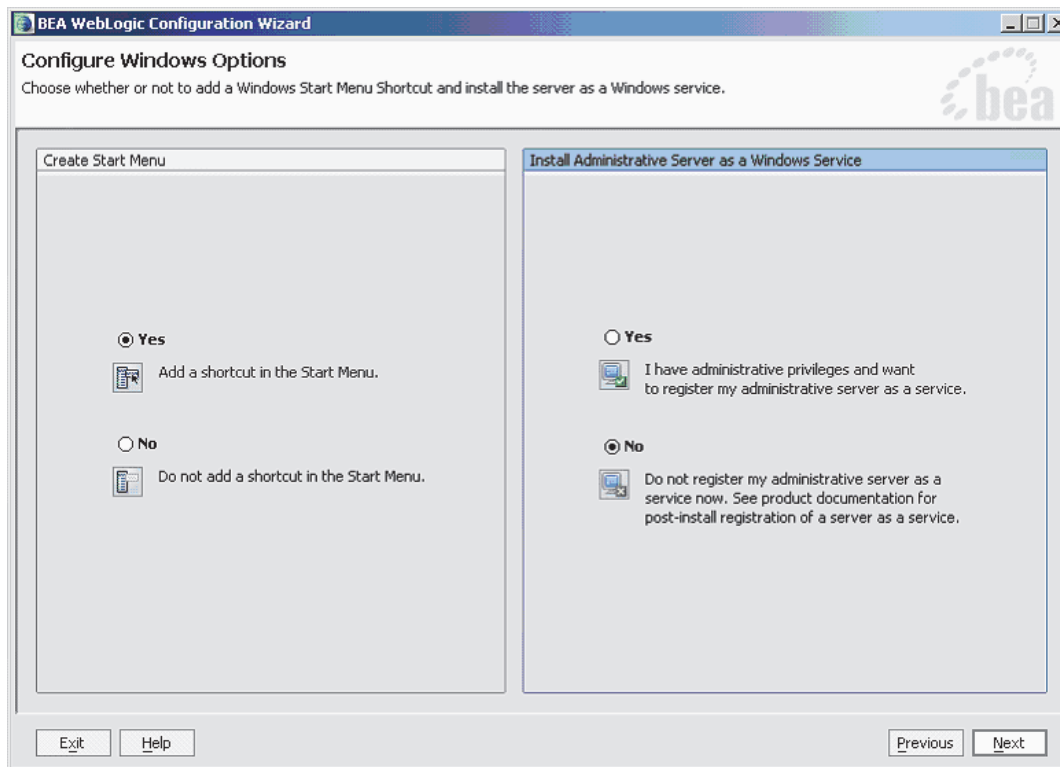 BEA WebLogic Configuration Wizard
Configure Windows Options
Choose whether or not to add a Windows Start Menu Shortcut and install the server as a Windows service.
bea
Create Start Menu
Yes
Add a shortcut in the Start Menu.
No
Do not add a shortcut in the Start Menu.
Install Administrative Server as a Windows Service
Yes
I have administrative privileges and want
to register my administrative server as a service.
No
Do not register my administrative server as a
service now. See product documentation for
post-install registration of a server as a service.
Exit
Help
Previous
Next